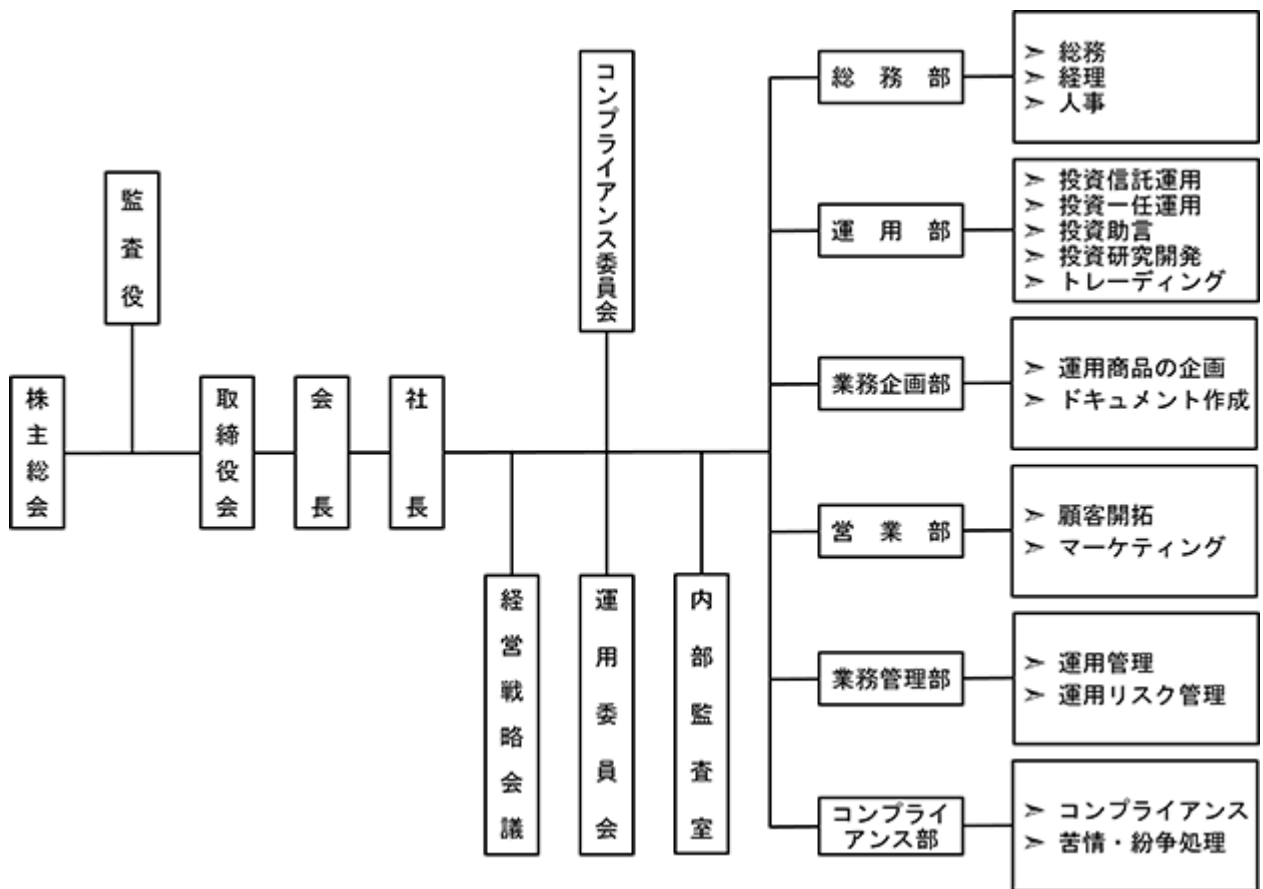 株主総会
監査役
取締役会
会長
社長
コンプライアンス委員会
経営戦略会議
運用委員会
内部監査室
総務部
➢ 総務
➢ 経理
➢ 人事
運用部
➢ 投資信託運用
➢ 投資一任運用
➢ 投資助言
➢ 投資研究開発
➢ トレーディング
業務企画部
➢ 運用商品の企画
➢ ドキュメント作成
営業部
➢ 顧客開拓
➢ マーケティング
業務管理部
➢ 運用管理
➢ 運用リスク管理
コンプライ
アンス部
➢ コンプライアンス
➢ 苦情・紛争処理